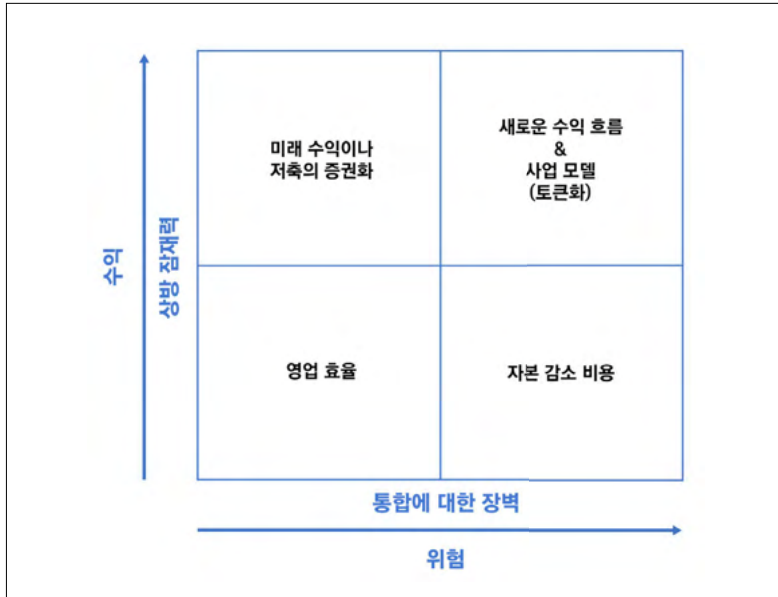 수익
상방 잠재력
미래 수익이나
저축의 증권화
새로운 수익 흐름
&
사업 모델
(토큰화)
영업 효율
자본 감소 비용
통합에 대한 장벽
위험